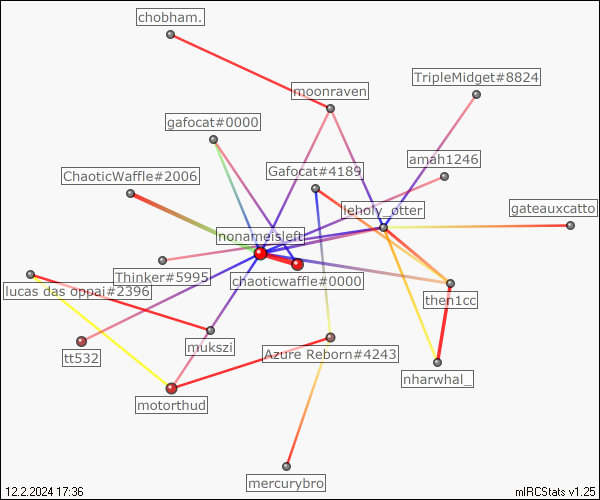 chobham.
TripleMidget#8824
moonraven
gafocat#0000
amah1246
Gafocat#4189
ChaoticWaffle#2006
leholy_otter
gateauxcatto
nonameisleft
Thinker#5995
chaoticwaffle#0000
lucas das oppai#2396
then1cc
mukszi
Azure Reborn#4243
tt532
nharwhal_
motorthud
mercurybro
12.2.2024 17:36
mIRCStats v1.25